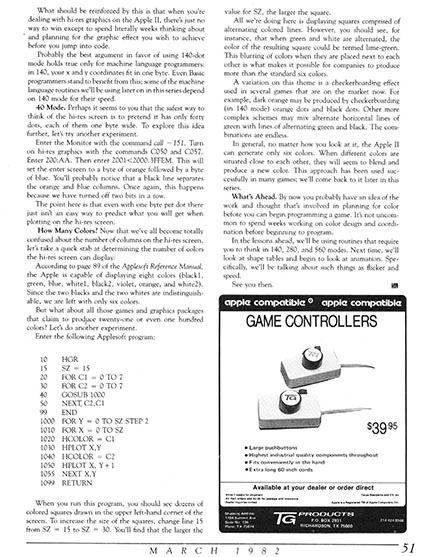 What should be reinforced by this is that when you're
dealing with hi-res graphics on the Apple II, there's just no
way to win except to spend literally weeks thinking about
and planning for the graphic effect you wish to achieve
before you jump into code.
Probably the best argument in favor of using 140-dot
mode holds true only for machine language programmers:
in 140, your x and y coordinates fit in one byte. Even Basic
programmers stand to benefit from this; some of the machine
language routines we'll be using later on in this series depend
on 140 mode for their speed.
40 Mode. Perhaps it seems to you that the safest way to
think of the hi-res screen is to pretend it has only forty
dots, each of them one byte wide. To explore this idea
further, let's try another experiment.
Enter the Monitor with the command call -151. Turn
on hi-res graphics with the commands C050 and C057.
Enter 200:AA. Then enter 2001<2000.3FFEM. This will
set the enter screen to a byte of orange followed by a byte
of blue. You'll probably notice that a black line separates
the orange and blue columns. Once again, this happens
because we have turned off two bits in a row.
The point here is that even with one byte per dot there
just isn't an easy way to predict what you will get when
plotting on the hi-res screen.
How Many Colors? Now that we've all become totally
confused about the number of columns on the hi-res screen,
let's take a quick stab at determining the number of colors
the hi-res screen can display.
According to page 89 of the Applesoft Reference Manual,
the Apple is capable of displaying eight colors (black1,
green, blue, white1, black2, violet, orange, and white2).
Since the two blacks and the two whites are indistinguish-
able, we are left with only six colors.
But what about all those games and graphics packages
that claim to produce twenty-one or even one hundred
colors? Let's do another experiment.
Enter the following Applesoft program:
10 HGR
15 SZ = 15
20 FOR C1 = 0 TO 7
30 FOR C2 = 0 TO 7
40 GOSUB 1000
50 NEXT C2,C1
99 END
1000 FOR Y = 0 TO SZ STEP 2
1010 FOR X = 0 TO SZ
1020 HCOLOR = C1
1030 HPLOT X,Y
1040 HCOLOR = C2
1050 HPLOT X, Y+1
1055 NEXT X,Y
1099 RETURN
When you run this program, you should see dozens of
colored squares drawn in the upper left-hand corner of the
screen. To increase the size of the squares, change line 15
from SZ = 15 to SZ = 30. You'll find that the larger the
value for SZ, the larger the square.
All we're doing here is displaying squares comprised of
alternating colored lines. However, you should see, for
instance, that when green and white are alternated, the
color of the resulting square could be termed lime-green.
This blurring of colors when they are placed next to each
other is what makes it possible for companies to produce
more than the standard six colors.
A variation on this theme is a checkerboarding effect
used in several games that are on the market now. For
example, dark orange may be produced by checkerboarding
(in 140 mode) orange dots and black dots. Other more
complex schemes may mix alternate horizontal lines of
green with lines of alternating green and black. The com-
binations are endless.
In general, no matter how you look at it, the Apple II
can generate only six colors. When different colors are
situated close to each other, they will seem to blend and
produce a new color. This approach has been used suc-
cessfully in many games; we'll come back to it later in this
series.
What's Ahead. By now you probably have an idea of the
work and thought that's involved in planning for color
before you can begin programming a game. It's not uncom-
mon to spend weeks working on color design and coordi-
nation before beginning to program.
In the lessons ahead, we'll be using routines that require
you to think in 140, 280, and 560 modes. Next time, we'll
look at shape tables and begin to look at animation. Spe-
cifically, we'll be talking about such things as flicker and
speed.
See you then.
apple compatible apple compatible
GAME CONTROLLERS
TG
$39.95
• Large pushbuttons
• Highest industrial quality components throughout
• Fits conveniently in the hand
• Extra long 60 inch cords
Available at your dealer or order direct
TG PRODUCTS
P.O. BOX 2931
RICHARDSON, TX 75080
MARCH 1982
51